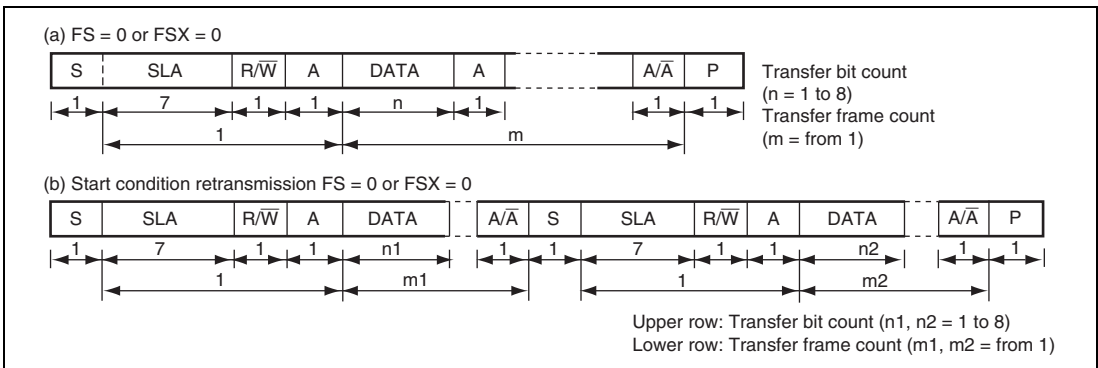 (a) FS = 0 or FSX = 0
S SLA R/W̅ A DATA A A/A̅ P
1 7 1 1 n 1 1 1
1 m
Transfer bit count
(n = 1 to 8)
Transfer frame count
(m = from 1)
(b) Start condition retransmission FS = 0 or FSX = 0
S SLA R/W̅ A DATA A/A̅ S SLA R/W̅ A DATA A/A̅ P
1 7 1 1 n1 1 1 7 1 1 n2 1 1
1 m1 1 m2
Upper row: Transfer bit count (n1, n2 = 1 to 8)
Lower row: Transfer frame count (m1, m2 = from 1)